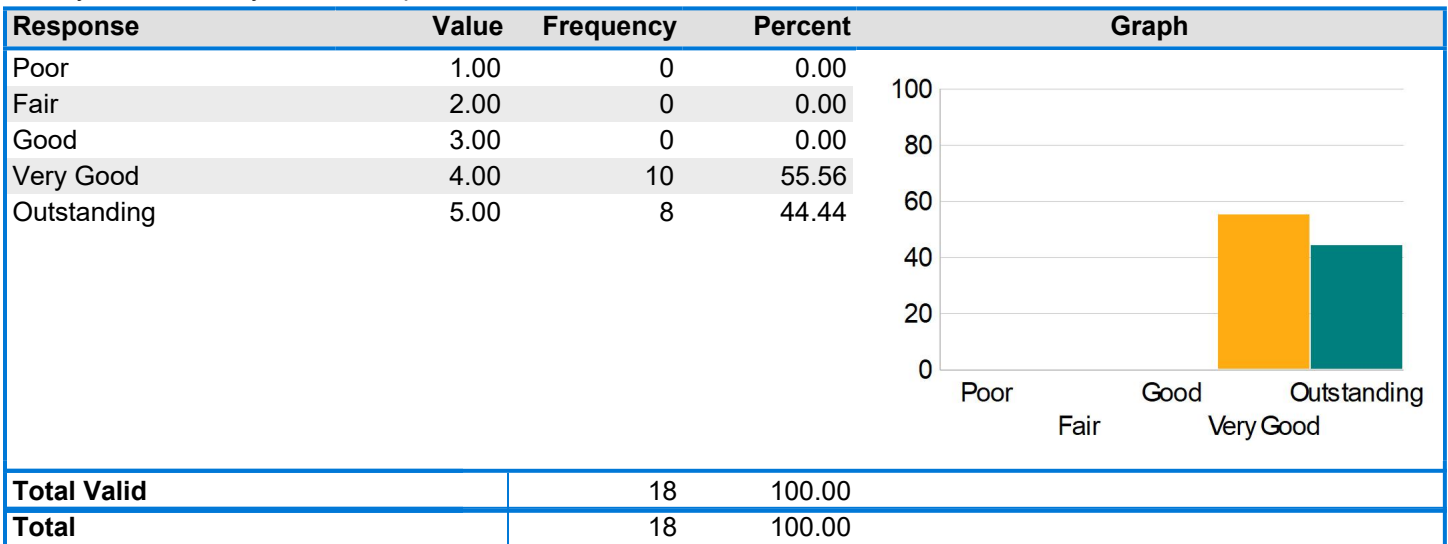 Response Value Frequency Percent Graph
Poor 1.00 0 0.00
Fair 2.00 0 0.00
Good 3.00 0 0.00
Very Good 4.00 10 55.56
Outstanding 5.00 8 44.44
100
80
60
40
20
0
Poor Good Outstanding
Fair Very Good
Total Valid 18 100.00
Total 18 100.00